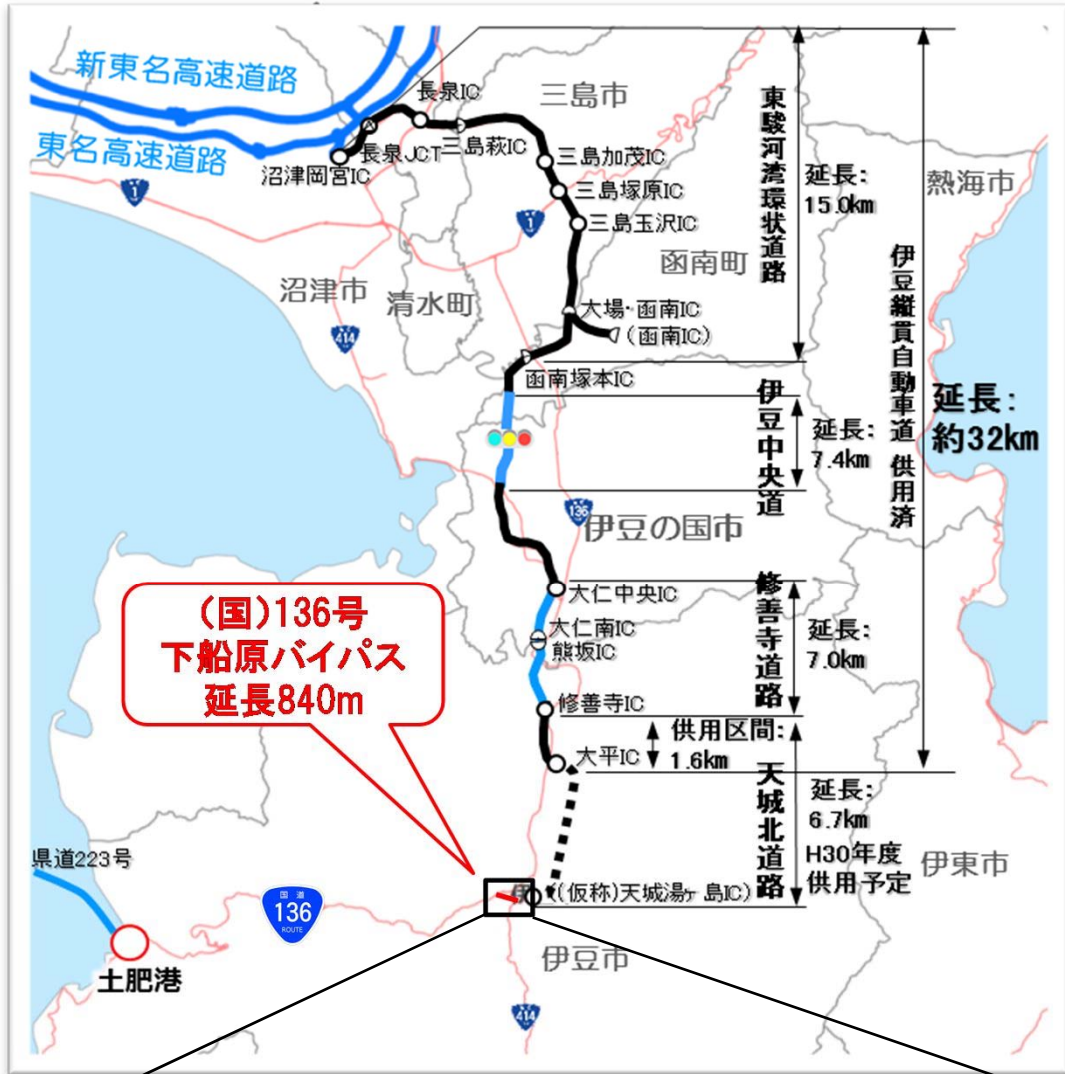 新東名高速道路
東名高速道路
長泉IC
長泉JCT
三島萩IC
沼津岡宮IC
三島市
三島加茂IC
三島塚原IC
三島玉沢IC
1
1
沼津市
清水町
函南町
熱海市
414
大場・函南IC
(函南IC)
函南塚本IC
東駿河湾環状道路
延長:
15.0km
伊豆縦貫自動車道 供用済
延長:
約32km
伊豆中央道
延長:
7.4km
136
伊豆の国市
大仁中央IC
大仁南IC
熊坂IC
修善寺IC
修善寺道路
延長:
7.0km
(国)136号
下船原バイパス
延長840m
供用区間:
1.6km
大平IC
天城北道路
延長:
6.7km
H30年度
供用予定
伊東市
(仮称)天城湯ヶ島IC)
県道223号
国道
136
ROUTE
土肥港
伊豆市
414